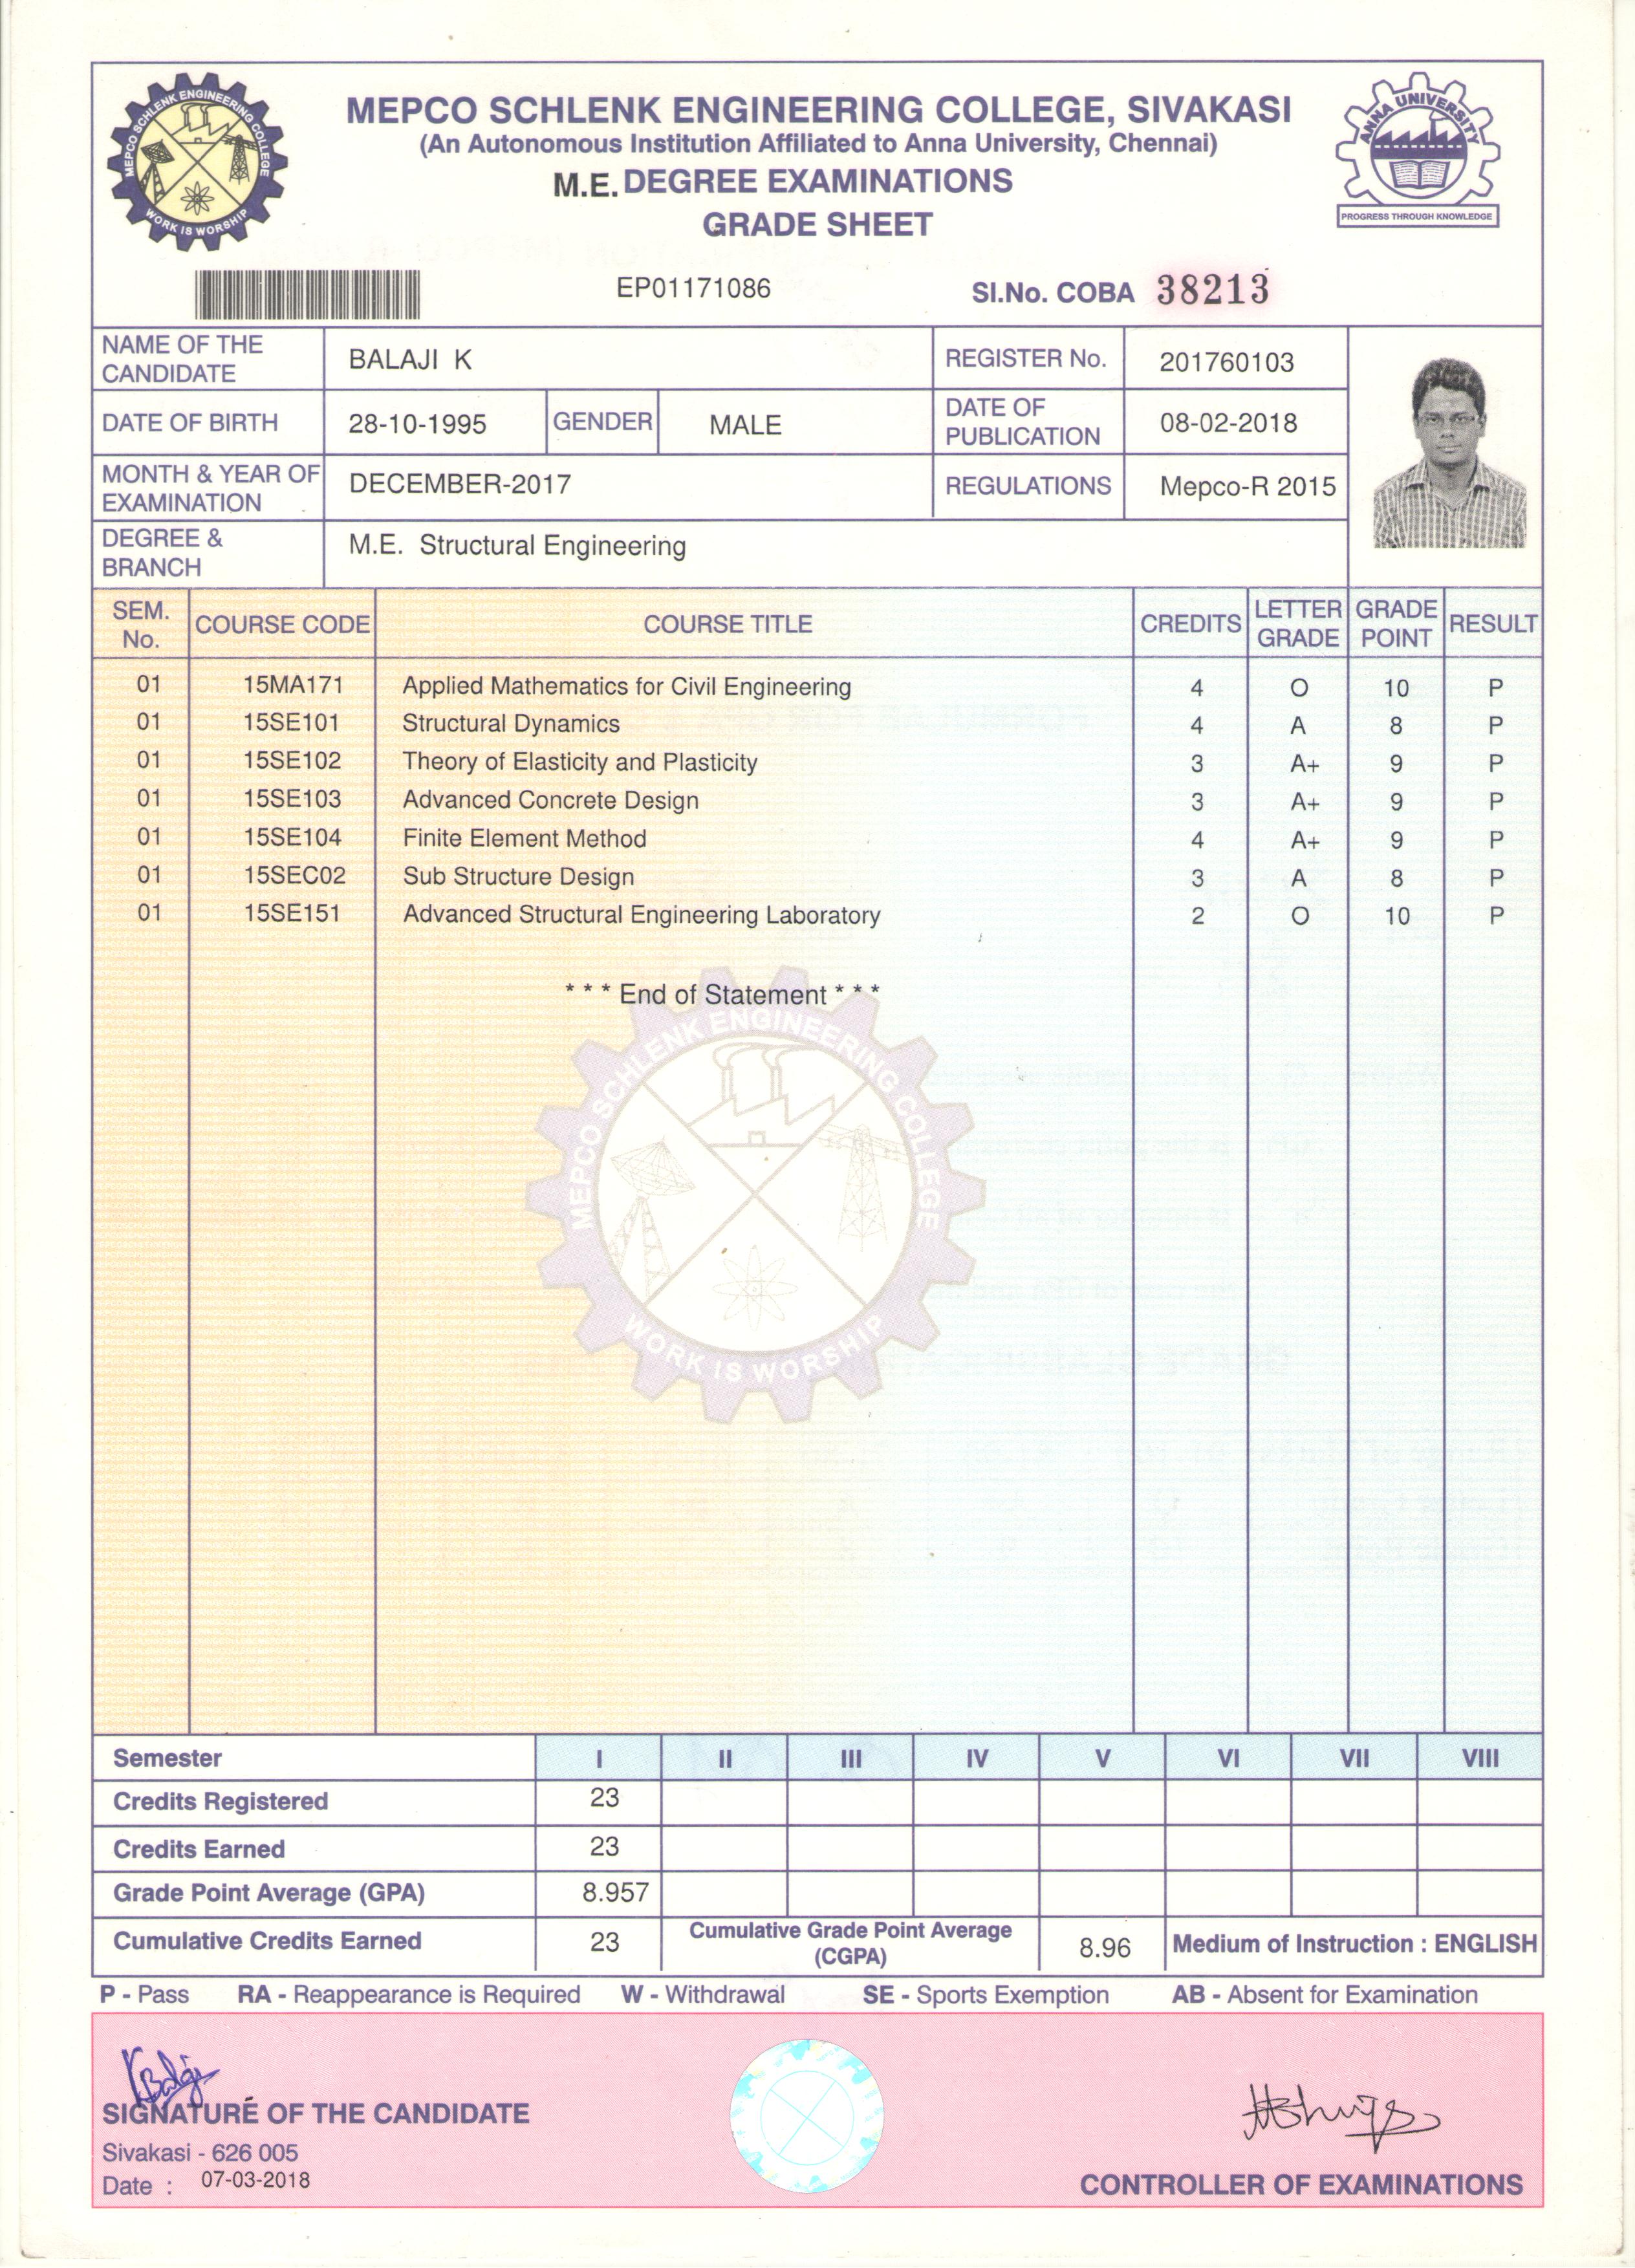 MEPCO SCHLENK ENGINEERING COLLEGE
WORK IS WORSHIP
MEPCO SCHLENK ENGINEERING COLLEGE, SIVAKASI
(An Autonomous Institution Affiliated to Anna University, Chennai)
M.E. DEGREE EXAMINATIONS
GRADE SHEET
ANNA UNIVERSITY
PROGRESS THROUGH KNOWLEDGE
EP01171086
SI.No. COBA 38213
NAME OF THE CANDIDATE BALAJI K REGISTER No. 201760103
DATE OF BIRTH 28-10-1995 GENDER MALE DATE OF PUBLICATION 08-02-2018
MONTH & YEAR OF EXAMINATION DECEMBER-2017 REGULATIONS Mepco-R 2015
DEGREE & BRANCH M.E. Structural Engineering
SEM. No. COURSE CODE COURSE TITLE CREDITS LETTER GRADE GRADE POINT RESULT
01 15MA171 Applied Mathematics for Civil Engineering 4 O 10 P
01 15SE101 Structural Dynamics 4 A 8 P
01 15SE102 Theory of Elasticity and Plasticity 3 A+ 9 P
01 15SE103 Advanced Concrete Design 3 A+ 9 P
01 15SE104 Finite Element Method 4 A+ 9 P
01 15SEC02 Sub Structure Design 3 A 8 P
01 15SE151 Advanced Structural Engineering Laboratory 2 O 10 P
* * * End of Statement * * *
MEPCO SCHLENK ENGINEERING COLLEGE
WORK IS WORSHIP
Semester I II III IV V VI VII VIII
Credits Registered 23
Credits Earned 23
Grade Point Average (GPA) 8.957
Cumulative Credits Earned 23 Cumulative Grade Point Average (CGPA) 8.96 Medium of Instruction : ENGLISH
P - Pass RA - Reappearance is Required W - Withdrawal SE - Sports Exemption AB - Absent for Examination
K Balaji
SIGNATURE OF THE CANDIDATE
Sivakasi - 626 005
Date : 07-03-2018
CONTROLLER OF EXAMINATIONS